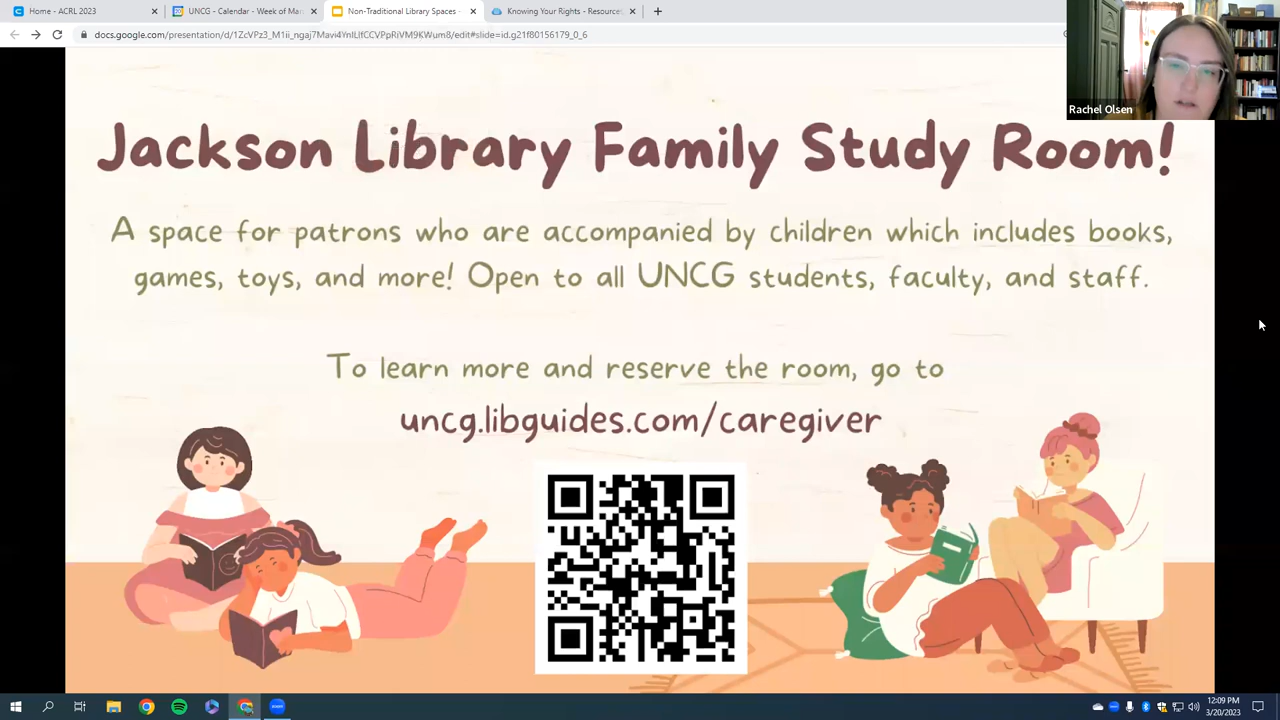 Home - ACRL 2023
UNCG - Calendar - Week of Mar
Non-Traditional Library Spaces -
Knowing Your Rights - Resources
docs.google.com/presentation/d/1ZcVPz3_M1ii_ngaj7Mavi4YnlLlfCCVPpRiVM9KWum8/edit#slide=id.g21f80156179_0_6
Rachel Olsen
Jackson Library Family Study Room!
A space for patrons who are accompanied by children which includes books,
games, toys, and more! Open to all UNCG students, faculty, and staff.
To learn more and reserve the room, go to
uncg.libguides.com/caregiver
12:09 PM
3/20/2023